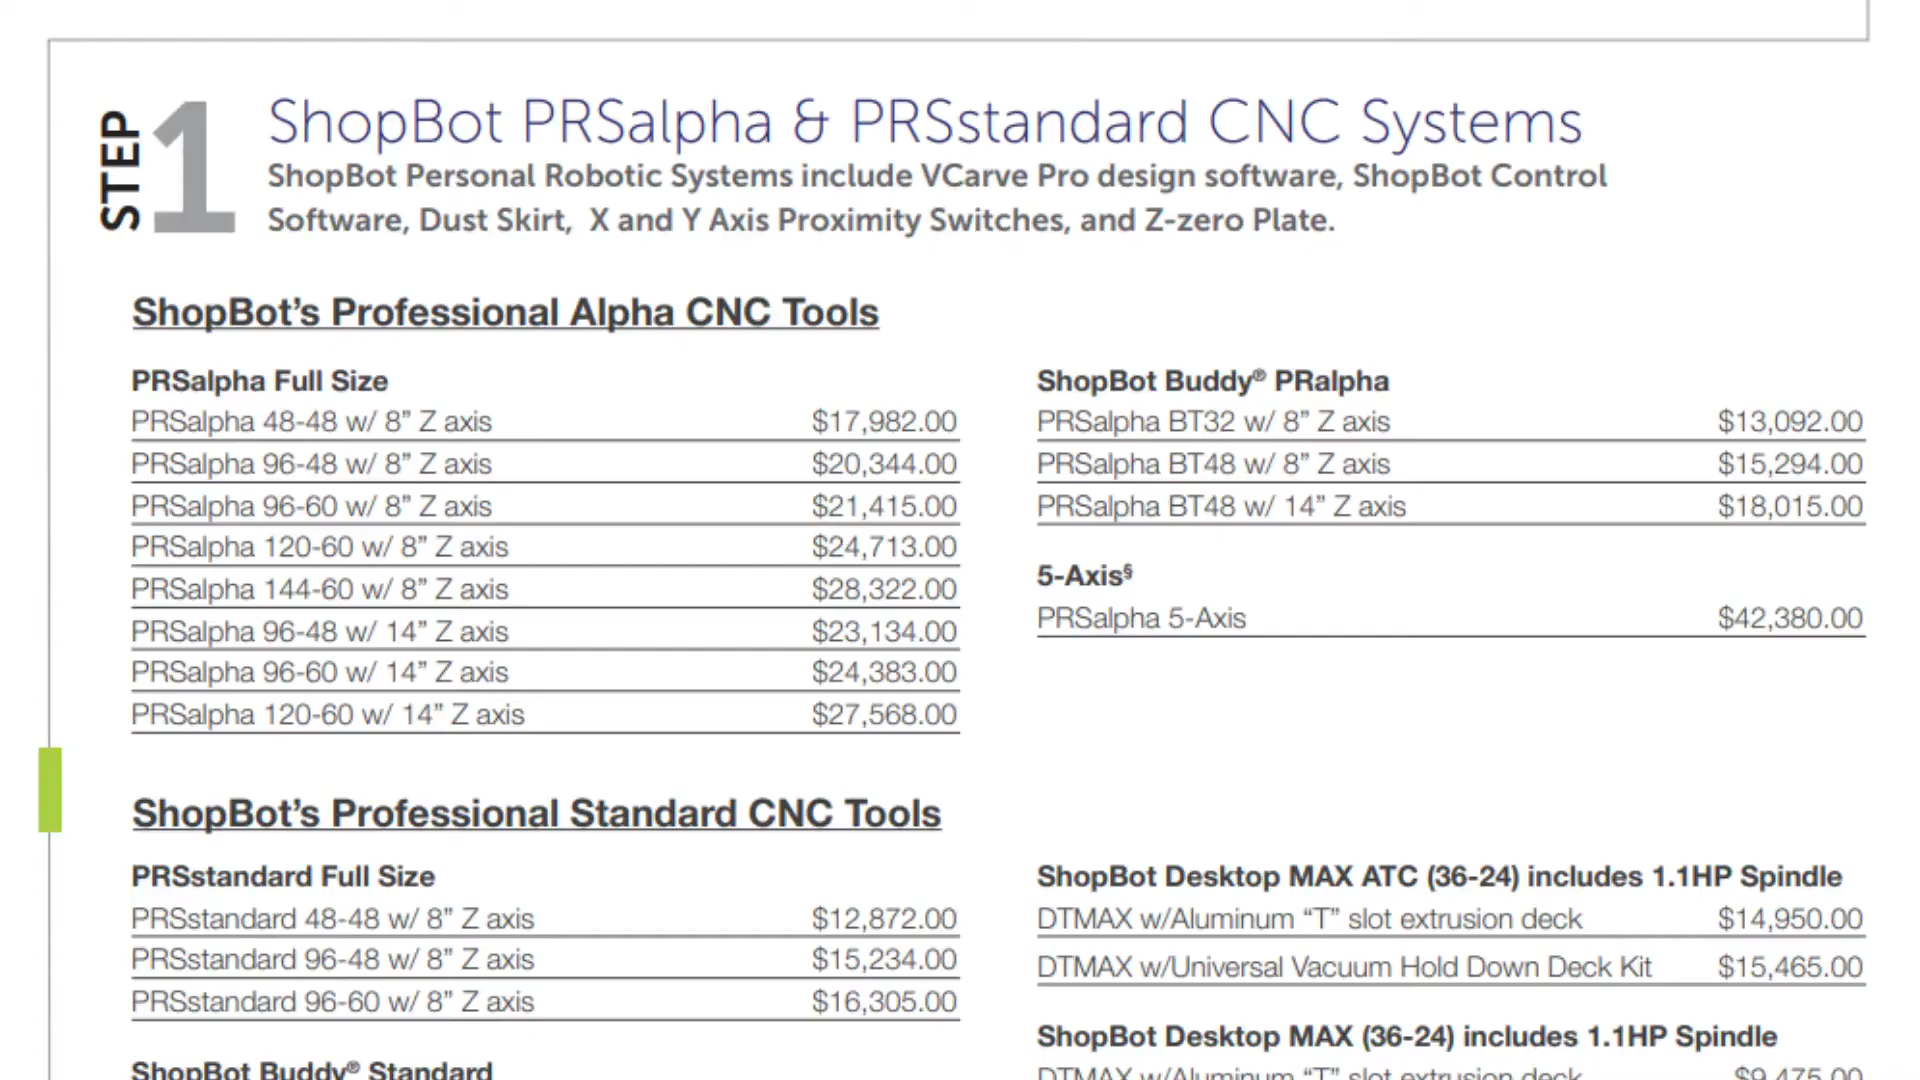 STEP 1
ShopBot PRSalpha & PRSstandard CNC Systems
ShopBot Personal Robotic Systems include VCarve Pro design software, ShopBot Control
Software, Dust Skirt, X and Y Axis Proximity Switches, and Z-zero Plate.
ShopBot’s Professional Alpha CNC Tools
PRSalpha Full Size
PRSalpha 48-48 w/ 8” Z axis $17,982.00
PRSalpha 96-48 w/ 8” Z axis $20,344.00
PRSalpha 96-60 w/ 8” Z axis $21,415.00
PRSalpha 120-60 w/ 8” Z axis $24,713.00
PRSalpha 144-60 w/ 8” Z axis $28,322.00
PRSalpha 96-48 w/ 14” Z axis $23,134.00
PRSalpha 96-60 w/ 14” Z axis $24,383.00
PRSalpha 120-60 w/ 14” Z axis $27,568.00
ShopBot Buddy® PRalpha
PRSalpha BT32 w/ 8” Z axis $13,092.00
PRSalpha BT48 w/ 8” Z axis $15,294.00
PRSalpha BT48 w/ 14” Z axis $18,015.00
5-Axis§
PRSalpha 5-Axis $42,380.00
ShopBot’s Professional Standard CNC Tools
PRSstandard Full Size
PRSstandard 48-48 w/ 8” Z axis $12,872.00
PRSstandard 96-48 w/ 8” Z axis $15,234.00
PRSstandard 96-60 w/ 8” Z axis $16,305.00
ShopBot Buddy® Standard
ShopBot Desktop MAX ATC (36-24) includes 1.1HP Spindle
DTMAX w/Aluminum “T” slot extrusion deck $14,950.00
DTMAX w/Universal Vacuum Hold Down Deck Kit $15,465.00
ShopBot Desktop MAX (36-24) includes 1.1HP Spindle
DTMAX w/Aluminum “T” slot extrusion deck $9,475.00